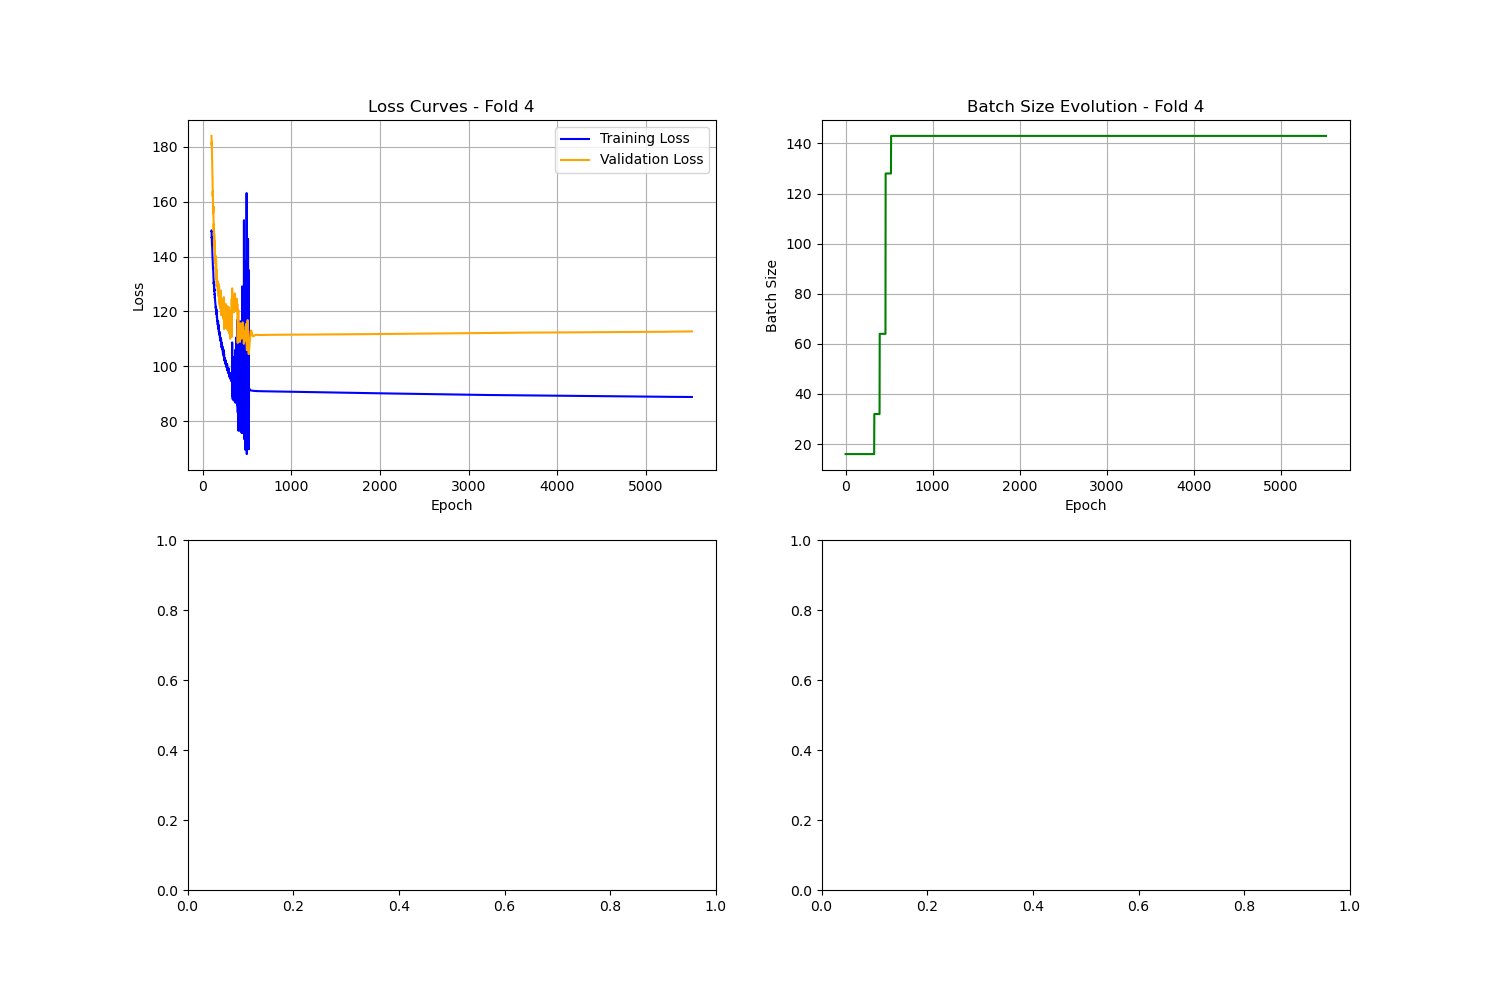 Loss Curves - Fold 4
Batch Size Evolution - Fold 4
Training Loss
Validation Loss
180
160
140
120
100
80
Loss
0 1000 2000 3000 4000 5000
Epoch
140
120
100
80
60
40
20
Batch Size
0 1000 2000 3000 4000 5000
Epoch
1.0
0.8
0.6
0.4
0.2
0.0
0.0 0.2 0.4 0.6 0.8 1.0
1.0
0.8
0.6
0.4
0.2
0.0
0.0 0.2 0.4 0.6 0.8 1.0